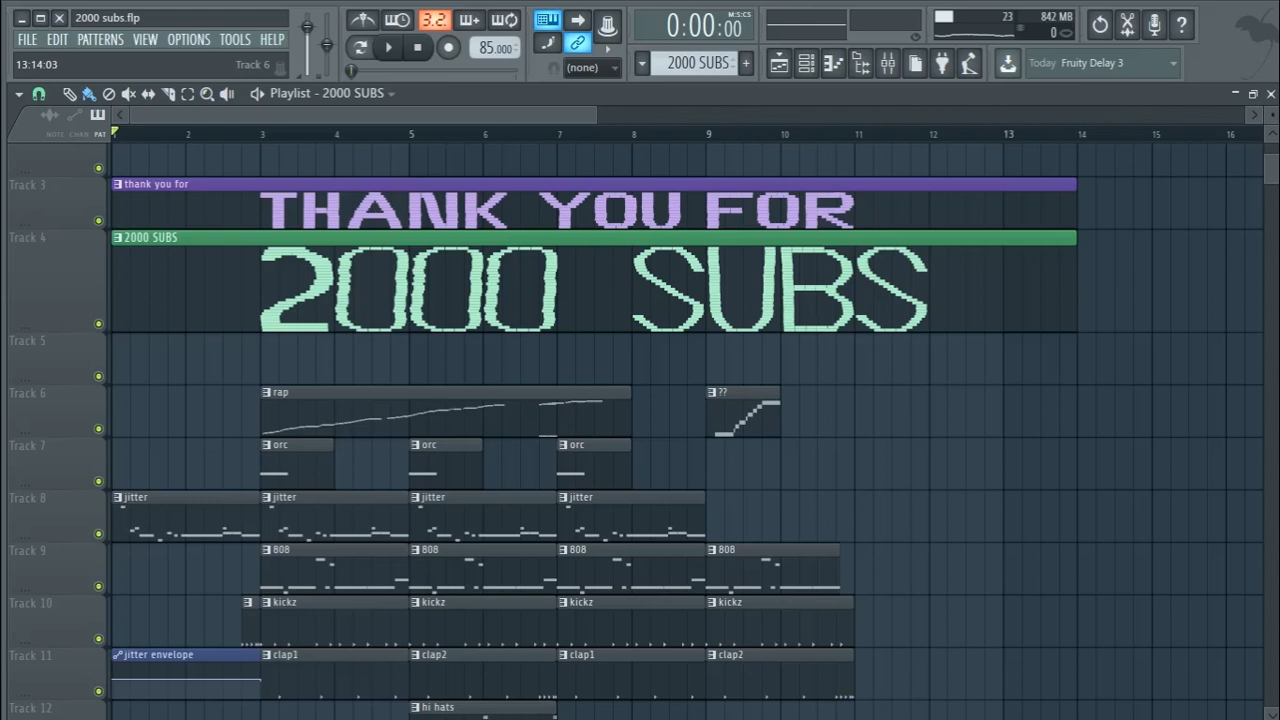 2000 subs.flp
FILE EDIT PATTERNS VIEW OPTIONS TOOLS HELP
13:14:03 Track 6
3.2.
85.000
(none)
0:00:00 M:S:CS
2000 SUBS
23 842 MB
0
Today Fruity Delay 3
Playlist - 2000 SUBS
NOTE CHAN PAT
1 2 3 4 5 6 7 8 9 10 11 12 13 14 15 16
Track 3 thank you for
THANK YOU FOR
Track 4 2000 SUBS
2000 SUBS
Track 5
Track 6 rap ??
Track 7 orc orc orc
Track 8 jitter jitter jitter jitter
Track 9 808 808 808 808
Track 10 kickz kickz kickz kickz
Track 11 jitter envelope clap1 clap2 clap1 clap2
Track 12 hi hats